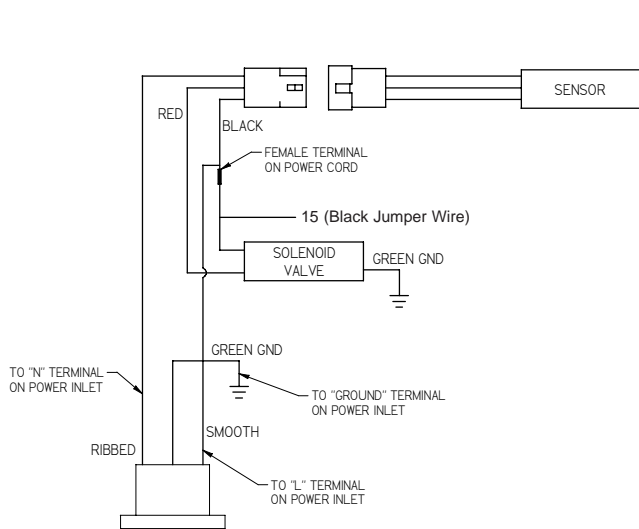 SENSOR
RED
BLACK
FEMALE TERMINAL
ON POWER CORD
15 (Black Jumper Wire)
SOLENOID
VALVE
GREEN GND
GREEN GND
TO "N" TERMINAL
ON POWER INLET
TO "GROUND" TERMINAL
ON POWER INLET
SMOOTH
RIBBED
TO "L" TERMINAL
ON POWER INLET